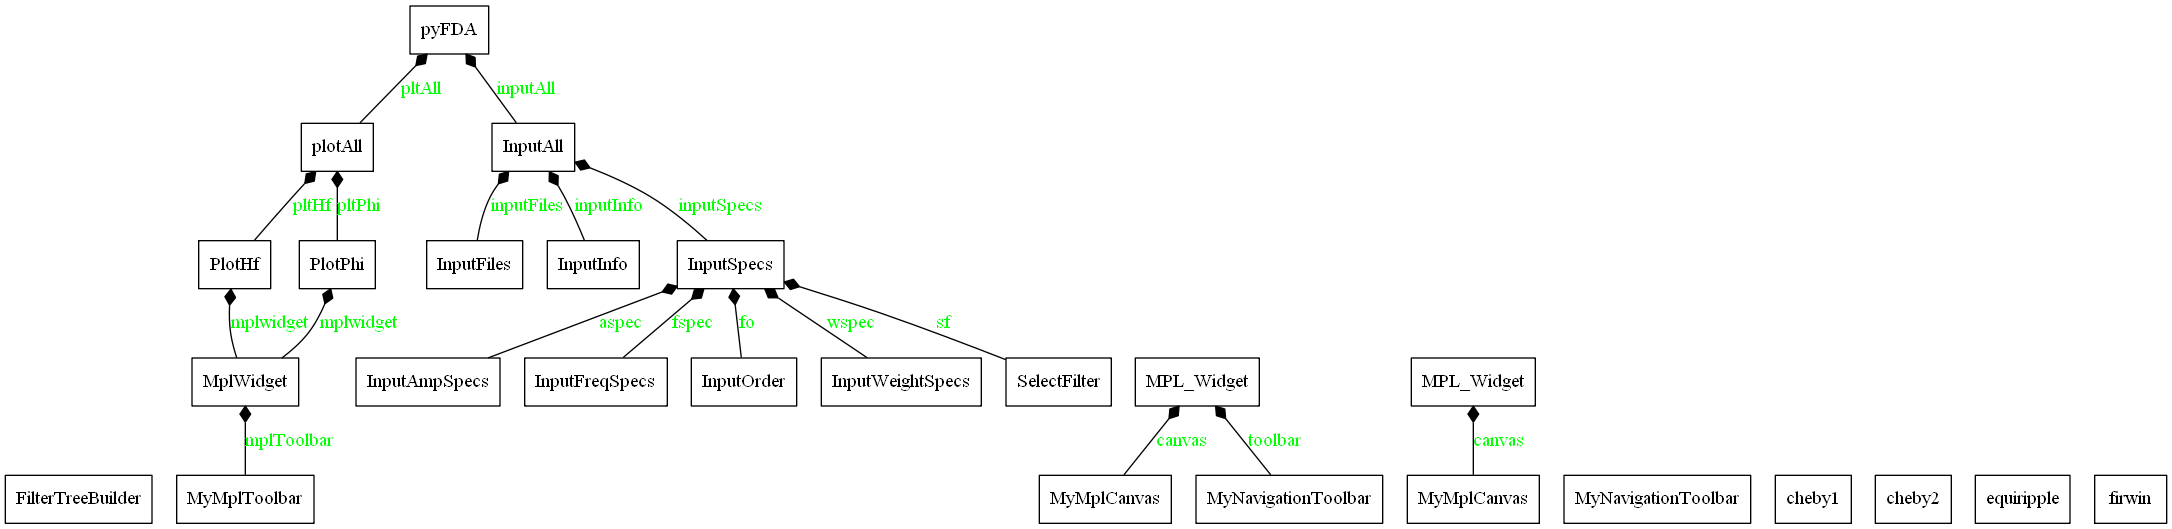 pyFDA
pltAll
inputAll
plotAll
InputAll
pltHf
pltPhi
inputFiles
inputInfo
inputSpecs
PlotHf
PlotPhi
InputFiles
InputInfo
InputSpecs
mplwidget
mplwidget
aspec
fspec
fo
wspec
sf
MplWidget
InputAmpSpecs
InputFreqSpecs
InputOrder
InputWeightSpecs
SelectFilter
MPL_Widget
MPL_Widget
mplToolbar
canvas
toolbar
canvas
FilterTreeBuilder
MyMplToolbar
MyMplCanvas
MyNavigationToolbar
MyMplCanvas
MyNavigationToolbar
cheby1
cheby2
equiripple
firwin